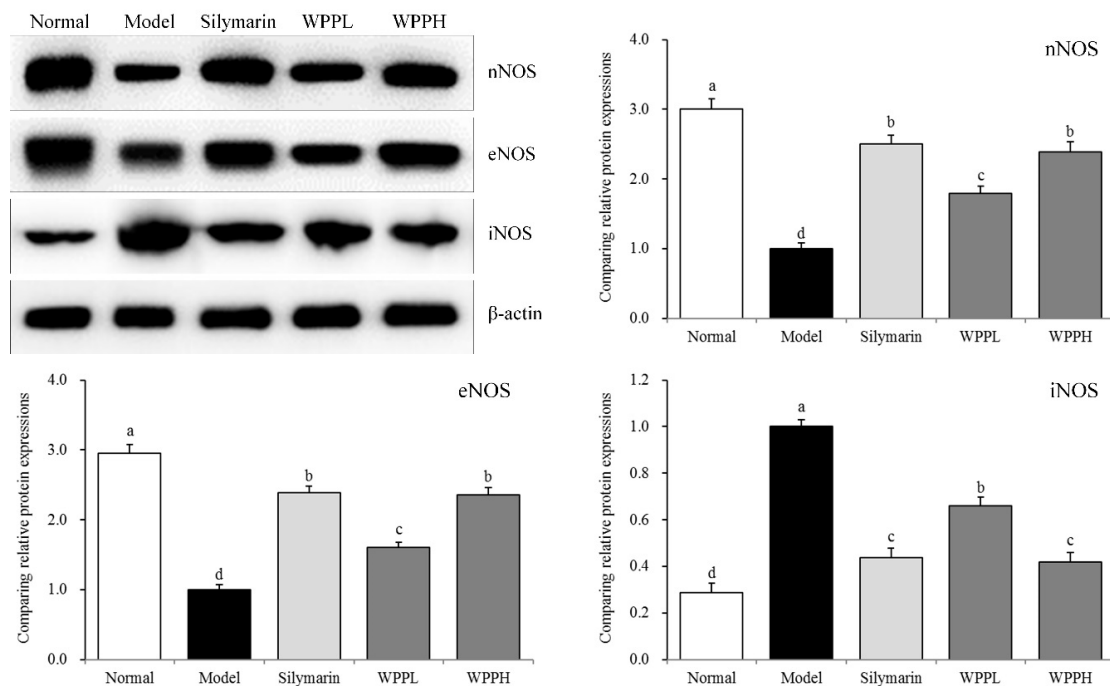 Normal Model Silymarin WPPL WPPH
nNOS
eNOS
iNOS
β-actin
nNOS
Comparing relative protein expressions
4.0
3.0
2.0
1.0
0.0
a
d
b
c
b
Normal Model Silymarin WPPL WPPH
eNOS
Comparing relative protein expressions
4.0
3.0
2.0
1.0
0.0
a
d
b
c
b
Normal Model Silymarin WPPL WPPH
iNOS
Comparing relative protein expressions
1.2
1.0
0.8
0.6
0.4
0.2
0.0
d
a
c
b
c
Normal Model Silymarin WPPL WPPH